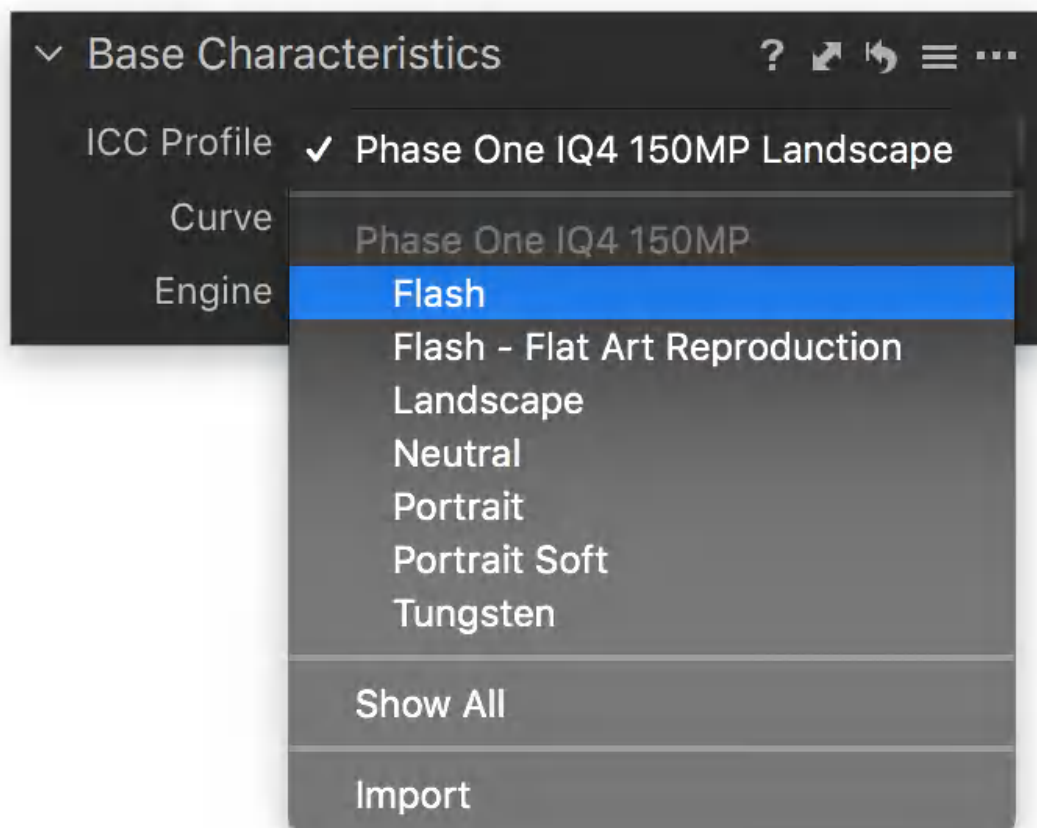 Base Characteristics ? ...
ICC Profile ✓ Phase One IQ4 150MP Landscape
Curve
Phase One IQ4 150MP
Engine
Flash
Flash - Flat Art Reproduction
Landscape
Neutral
Portrait
Portrait Soft
Tungsten
Show All
Import